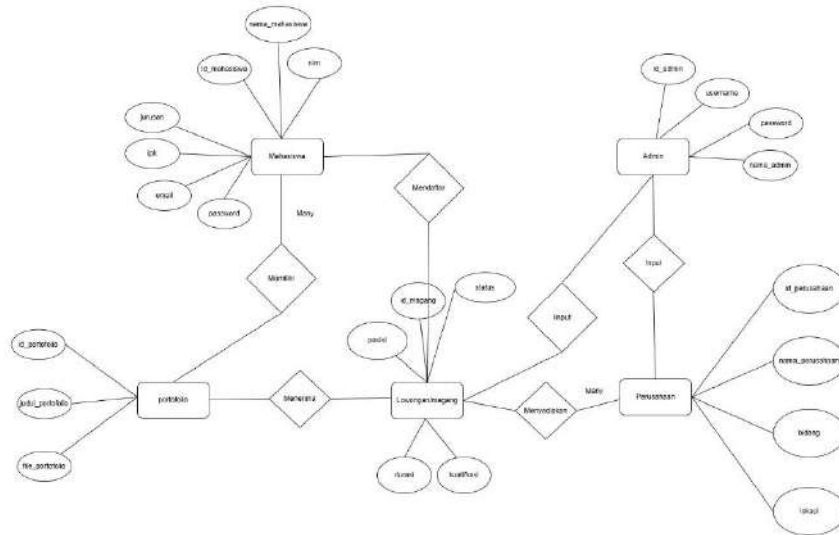 nama_mahasiswa
id_mahasiswa
nim
jurusan
ipk
email
password
Mahasiswa
Many
Mendaftar
Memiliki
id_admin
username
password
nama_admin
Admin
Input
Input
id_magang
status
posisi
id_portofolio
judul_portofolio
file_portofolio
portofolio
Menerima
Lowongan/magang
Menyediakan
Many
Perusahaan
durasi
kualifikasi
id_perusahaan
nama_perusahaan
bidang
lokasi